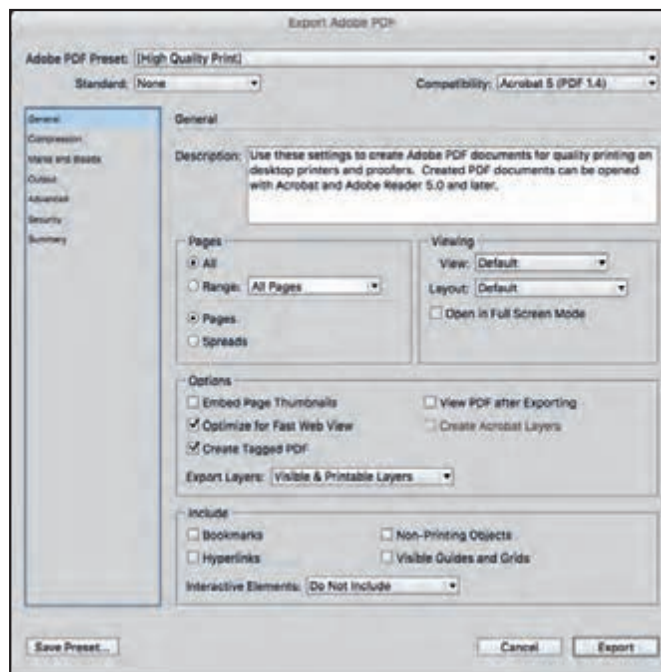 Export Adobe PDF
Adobe PDF Preset: [High Quality Print]
Standard: None Compatibility: Acrobat 5 (PDF 1.4)
General
Compression
Marks and Bleeds
Output
Advanced
Security
Summary
General
Description: Use these settings to create Adobe PDF documents for quality printing on
desktop printers and proofers. Created PDF documents can be opened
with Acrobat and Adobe Reader 5.0 and later.
Pages
All
Range: All Pages
Pages
Spreads
Viewing
View: Default
Layout: Default
Open in Full Screen Mode
Options
Embed Page Thumbnails View PDF after Exporting
Optimize for Fast Web View Create Acrobat Layers
Create Tagged PDF
Export Layers: Visible & Printable Layers
Include
Bookmarks Non-Printing Objects
Hyperlinks Visible Guides and Grids
Interactive Elements: Do Not Include
Save Preset... Cancel Export